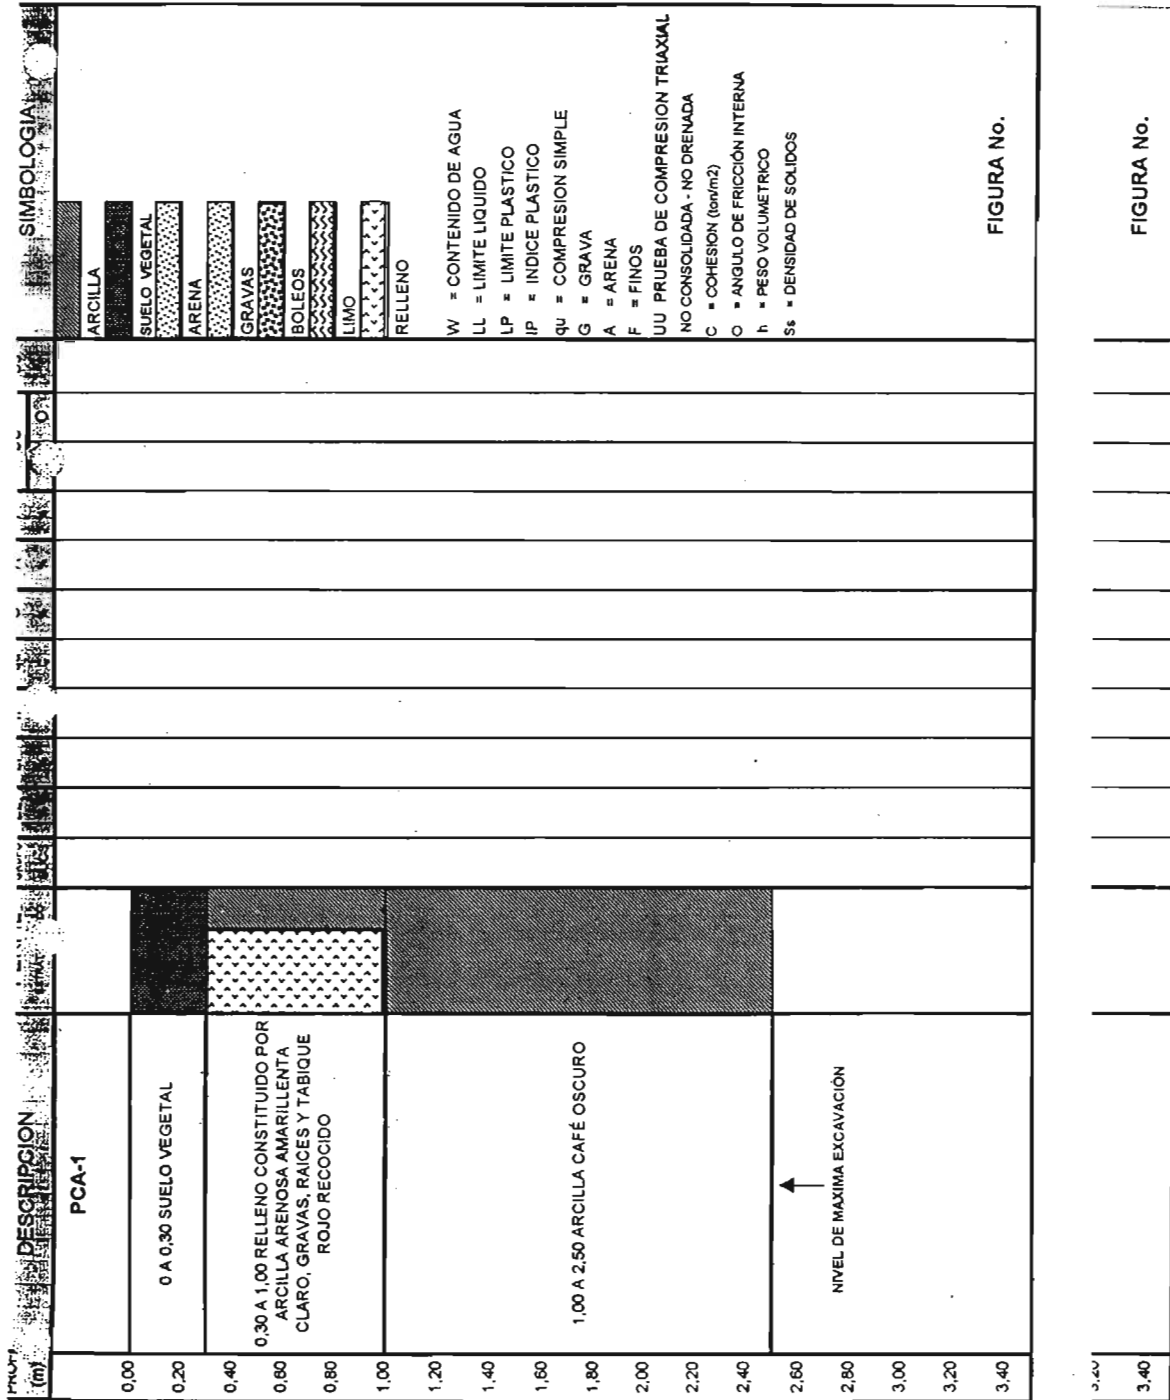 DESCRIPCION
SIMBOLOGIA
(m)
PCA-1
0,00
0,20
0,40
0,60
0,80
1,00
1,20
1,40
1,60
1,80
2,00
2,20
2,40
2,60
2,80
3,00
3,20
3,40
0 A 0,30 SUELO VEGETAL
0,30 A 1,00 RELLENO CONSTITUIDO POR
ARCILLA ARENOSA AMARILLENTA
CLARO, GRAVAS, RAICES Y TABIQUE
ROJO RECOCIDO
1,00 A 2,50 ARCILLA CAFÉ OSCURO
NIVEL DE MAXIMA EXCAVACIÓN
ARCILLA
SUELO VEGETAL
ARENA
GRAVAS
BOLEOS
LIMO
RELLENO
W = CONTENIDO DE AGUA
LL = LIMITE LIQUIDO
LP = LIMITE PLASTICO
IP = INDICE PLASTICO
qu = COMPRESION SIMPLE
G = GRAVA
A = ARENA
F = FINOS
UU PRUEBA DE COMPRESION TRIAXIAL
NO CONSOLIDADA - NO DRENADA
C = COHESION (ton/m2)
O = ANGULO DE FRICCIÓN INTERNA
h = PESO VOLUMETRICO
Ss = DENSIDAD DE SOLIDOS
FIGURA No.
3,20
3,40
FIGURA No.